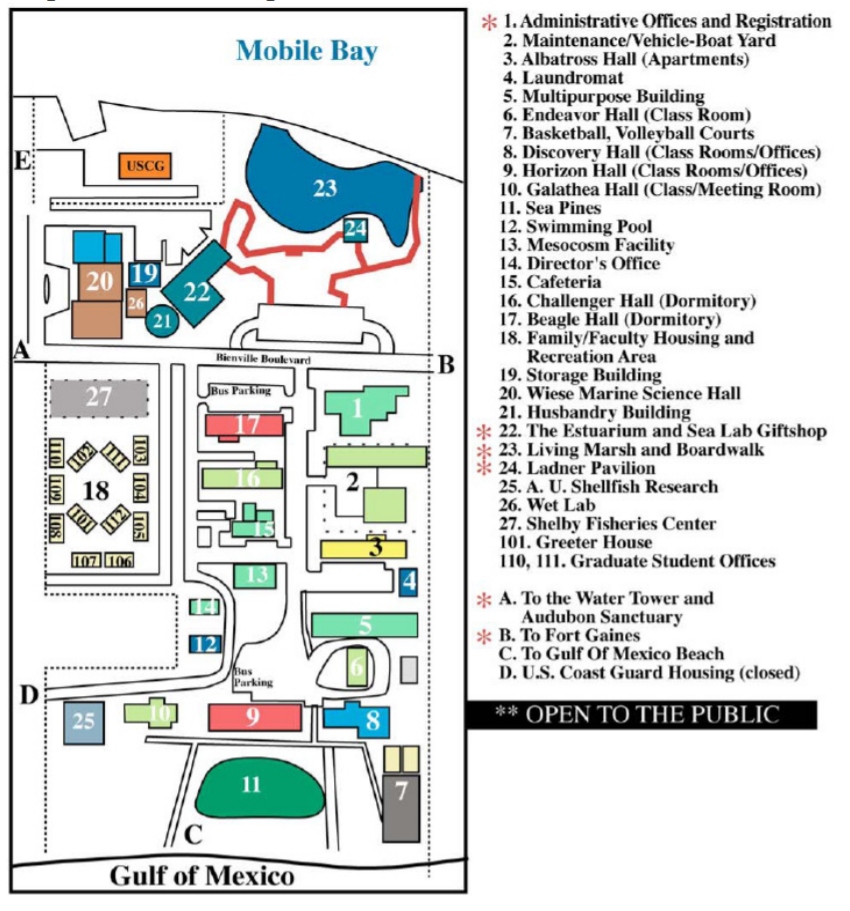 Mobile Bay
E
USCG
23
24
20
19
26
22
21
A
Bienville Boulevard
B
27
Bus Parking
1
17
110
102
111
103
16
2
109
18
104
15
108
101
112
105
3
107
106
13
4
14
5
12
6
Bus
Parking
D
25
10
9
8
11
7
C
Gulf of Mexico
* 1. Administrative Offices and Registration
2. Maintenance/Vehicle-Boat Yard
3. Albatross Hall (Apartments)
4. Laundromat
5. Multipurpose Building
6. Endeavor Hall (Class Room)
7. Basketball, Volleyball Courts
8. Discovery Hall (Class Rooms/Offices)
9. Horizon Hall (Class Rooms/Offices)
10. Galathea Hall (Class/Meeting Room)
11. Sea Pines
12. Swimming Pool
13. Mesocosm Facility
14. Director's Office
15. Cafeteria
16. Challenger Hall (Dormitory)
17. Beagle Hall (Dormitory)
18. Family/Faculty Housing and
Recreation Area
19. Storage Building
20. Wiese Marine Science Hall
21. Husbandry Building
* 22. The Estuarium and Sea Lab Giftshop
* 23. Living Marsh and Boardwalk
* 24. Ladner Pavilion
25. A. U. Shellfish Research
26. Wet Lab
27. Shelby Fisheries Center
101. Greeter House
110, 111. Graduate Student Offices
* A. To the Water Tower and
Audubon Sanctuary
* B. To Fort Gaines
C. To Gulf Of Mexico Beach
D. U.S. Coast Guard Housing (closed)
** OPEN TO THE PUBLIC